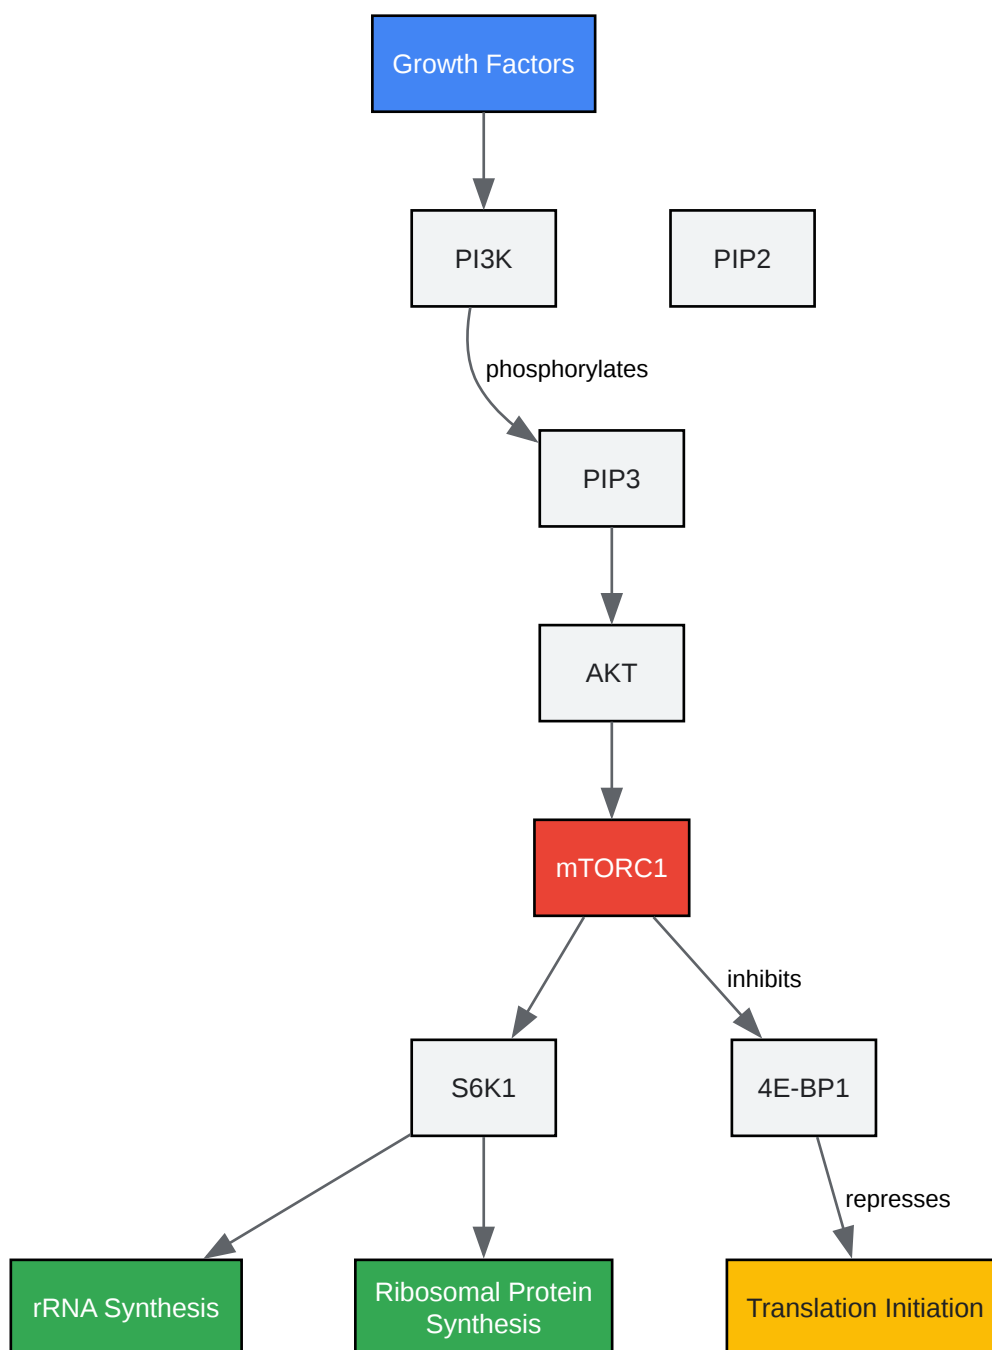 Growth Factors
PI3K
PIP2
phosphorylates
PIP3
AKT
mTORC1
inhibits
S6K1
4E-BP1
represses
rRNA Synthesis
Ribosomal Protein
Synthesis
Translation Initiation